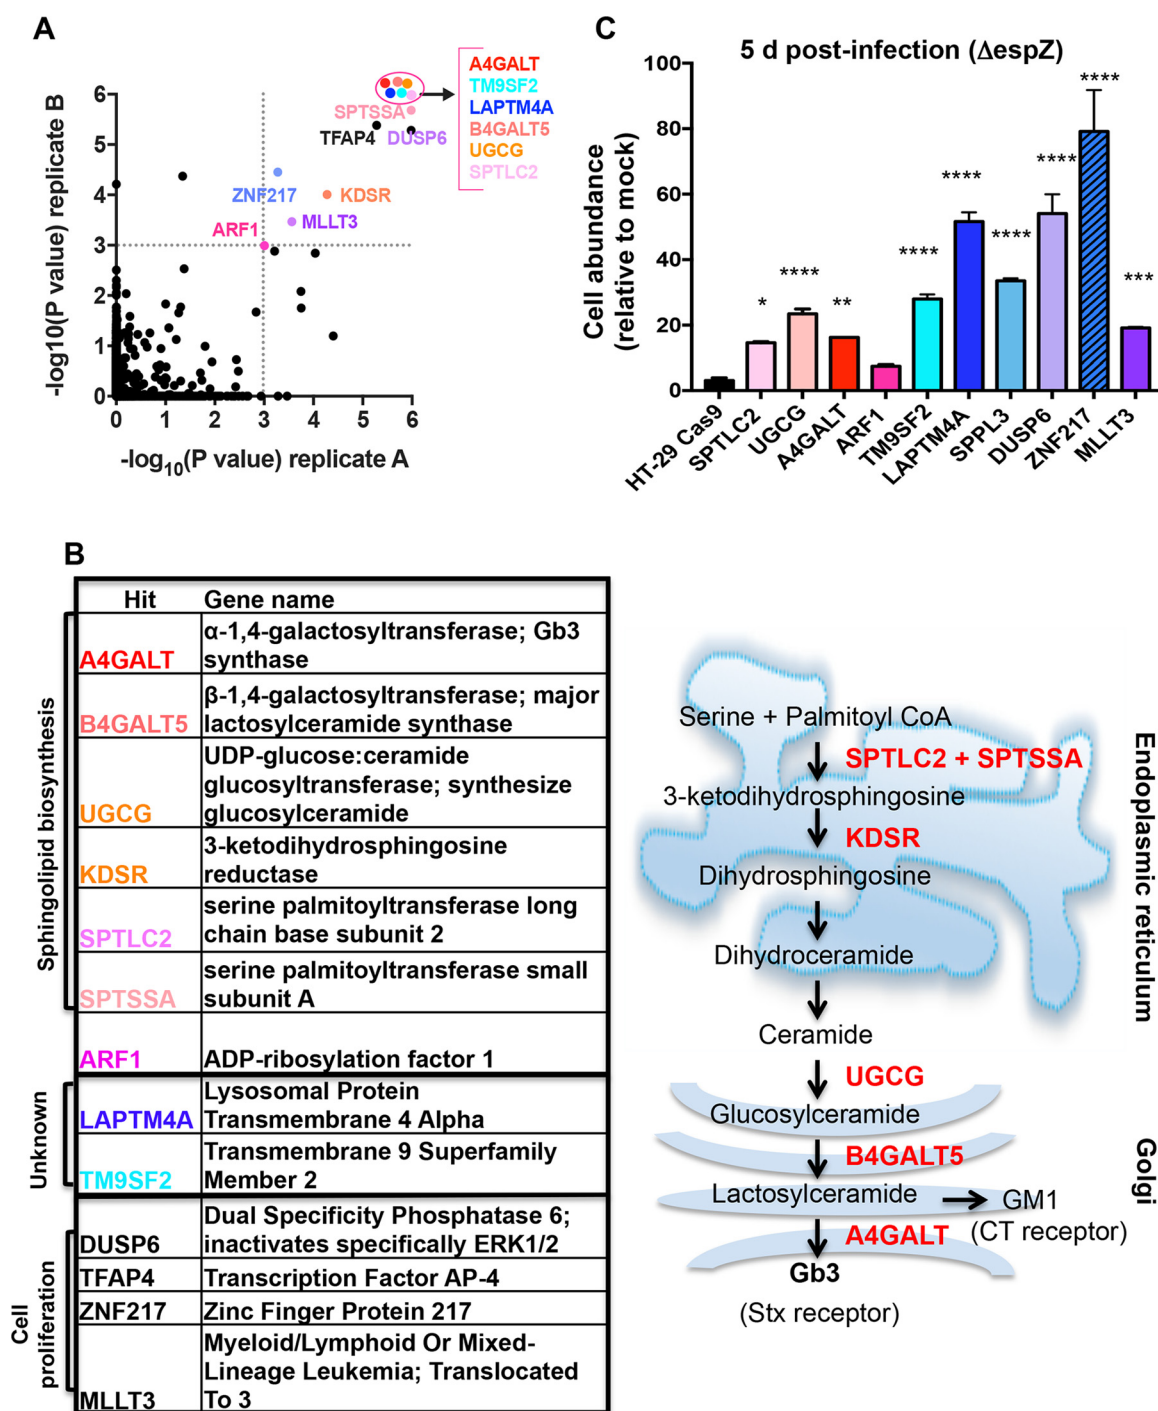 A
A4GALT
TM9SF2
LAPTM4A
B4GALT5
UGCG
SPTLC2
SPTSSA
TFAP4 DUSP6
ZNF217 KDSR
MLLT3
ARF1
-log10(P value) replicate B
6
5
4
3
2
1
0
0 1 2 3 4 5 6
-log10(P value) replicate A
C
5 d post-infection (ΔespZ)
Cell abundance
(relative to mock)
100
80
60
40
20
0
*
****
**
****
****
****
****
****
***
HT-29 Cas9
SPTLC2
UGCG
A4GALT
ARF1
TM9SF2
LAPTM4A
SPPL3
DUSP6
ZNF217
MLLT3
B
Hit Gene name
Sphingolipid biosynthesis
A4GALT
α-1,4-galactosyltransferase; Gb3
synthase
B4GALT5
β-1,4-galactosyltransferase; major
lactosylceramide synthase
UGCG
UDP-glucose:ceramide
glucosyltransferase; synthesize
glucosylceramide
KDSR
3-ketodihydrosphingosine
reductase
SPTLC2
serine palmitoyltransferase long
chain base subunit 2
SPTSSA
serine palmitoyltransferase small
subunit A
ARF1 ADP-ribosylation factor 1
Unknown
LAPTM4A
Lysosomal Protein
Transmembrane 4 Alpha
TM9SF2
Transmembrane 9 Superfamily
Member 2
Cell
proliferation
DUSP6
Dual Specificity Phosphatase 6;
inactivates specifically ERK1/2
TFAP4 Transcription Factor AP-4
ZNF217 Zinc Finger Protein 217
MLLT3
Myeloid/Lymphoid Or Mixed-
Lineage Leukemia; Translocated
To 3
Serine + Palmitoyl CoA
SPTLC2 + SPTSSA
3-ketodihydrosphingosine
KDSR
Dihydrosphingosine
Dihydroceramide
Ceramide
UGCG
Glucosylceramide
B4GALT5
Lactosylceramide GM1
A4GALT (CT receptor)
Gb3
(Stx receptor)
Endoplasmic reticulum
Golgi